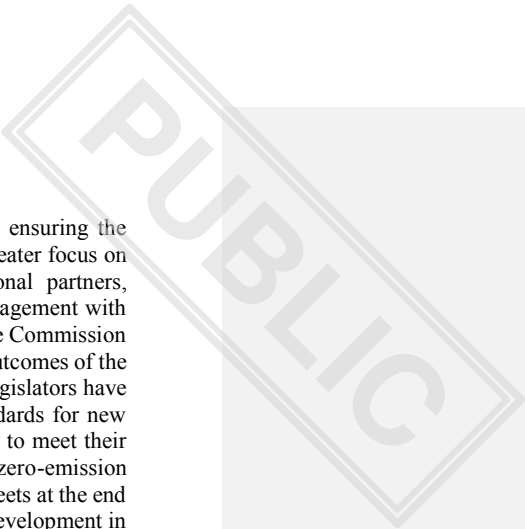 PUBLIC
ensuring the
eater focus on
onal partners,
agement with
e Commission
utcomes of the
gislators have
dards for new
to meet their
zero-emission
eets at the end
evelopment in